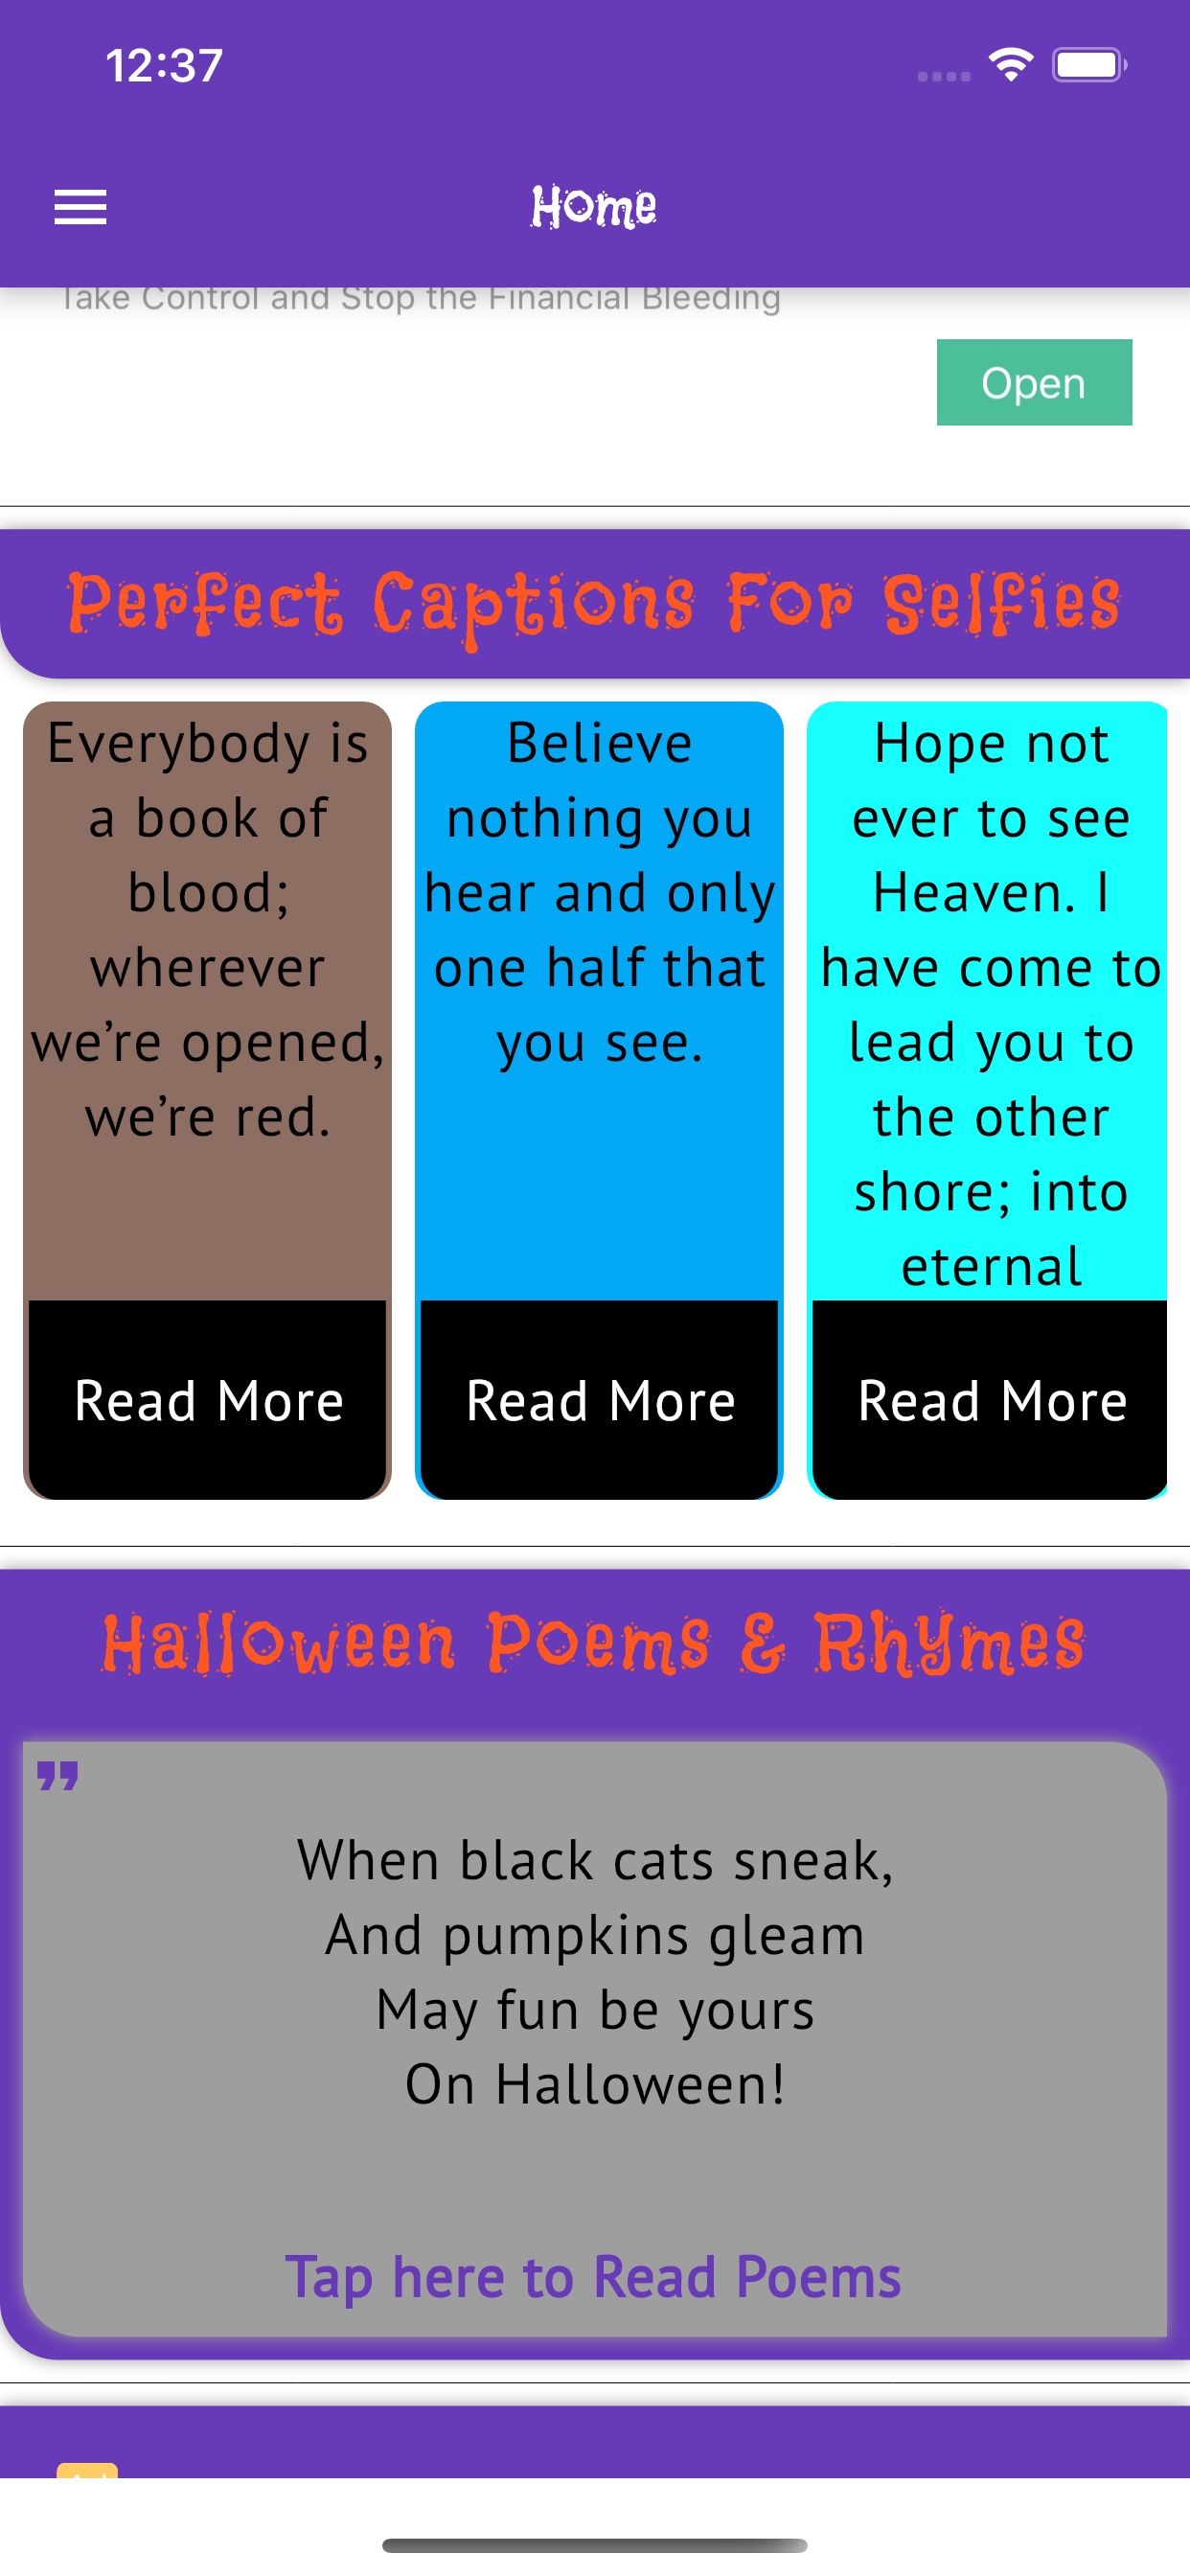 12:37
Home
Take Control and Stop the Financial Bleeding
Open
Perfect Captions For Selfies
Everybody is
a book of
blood;
wherever
we’re opened,
we’re red.
Read More
Believe
nothing you
hear and only
one half that
you see.
Read More
Hope not
ever to see
Heaven. I
have come to
lead you to
the other
shore; into
eternal
Read More
Halloween Poems & Rhymes
"
When black cats sneak,
And pumpkins gleam
May fun be yours
On Halloween!
Tap here to Read Poems